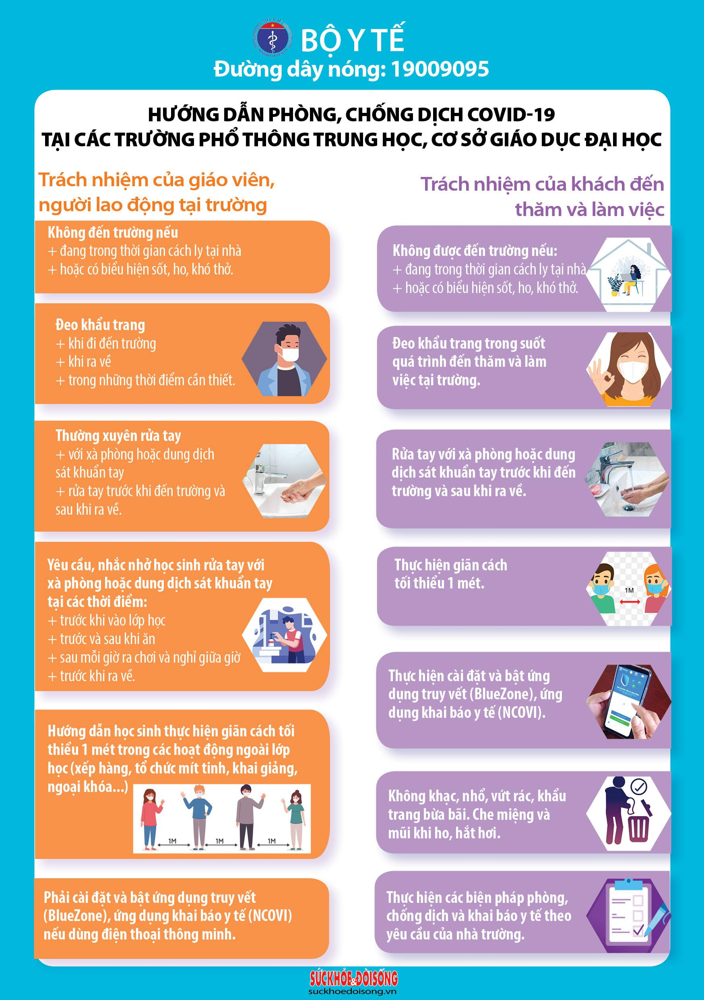 BỘ Y TẾ
MINISTRY OF HEALTH
BỘ Y TẾ
Đường dây nóng: 19009095
HƯỚNG DẪN PHÒNG, CHỐNG DỊCH COVID-19
TẠI CÁC TRƯỜNG PHỔ THÔNG TRUNG HỌC, CƠ SỞ GIÁO DỤC ĐẠI HỌC
Trách nhiệm của giáo viên,
người lao động tại trường
Không đến trường nếu
+ đang trong thời gian cách ly tại nhà
+ hoặc có biểu hiện sốt, ho, khó thở.
Đeo khẩu trang
+ khi đi đến trường
+ khi ra về
+ trong những thời điểm cần thiết.
Thường xuyên rửa tay
+ với xà phòng hoặc dung dịch
sát khuẩn tay
+ rửa tay trước khi đến trường và
sau khi ra về.
Yêu cầu, nhắc nhở học sinh rửa tay với
xà phòng hoặc dung dịch sát khuẩn tay
tại các thời điểm:
+ trước khi vào lớp học
+ trước và sau khi ăn
+ sau mỗi giờ ra chơi và nghỉ giữa giờ
+ trước khi ra về.
Hướng dẫn học sinh thực hiện giãn cách tối
thiểu 1 mét trong các hoạt động ngoài lớp
học (xếp hàng, tổ chức mít tinh, khai giảng,
ngoại khóa...)
1M 1M 1M
Phải cài đặt và bật ứng dụng truy vết
(BlueZone), ứng dụng khai báo y tế (NCOVI)
nếu dùng điện thoại thông minh.
Trách nhiệm của khách đến
thăm và làm việc
Không được đến trường nếu:
+ đang trong thời gian cách ly tại nhà
+ hoặc có biểu hiện sốt, ho, khó thở.
Đeo khẩu trang trong suốt
quá trình đến thăm và làm
việc tại trường.
Rửa tay với xà phòng hoặc dung
dịch sát khuẩn tay trước khi đến
trường và sau khi ra về.
Thực hiện giãn cách
tối thiểu 1 mét.
1M
Thực hiện cài đặt và bật ứng
dụng truy vết (BlueZone), ứng
dụng khai báo y tế (NCOVI).
Không khạc, nhổ, vứt rác, khẩu
trang bừa bãi. Che miệng và
mũi khi ho, hắt hơi.
Thực hiện các biện pháp phòng,
chống dịch và khai báo y tế theo
yêu cầu của nhà trường.
SỨCKHỎE&ĐỜISỐNG
suckhoedoisong.vn